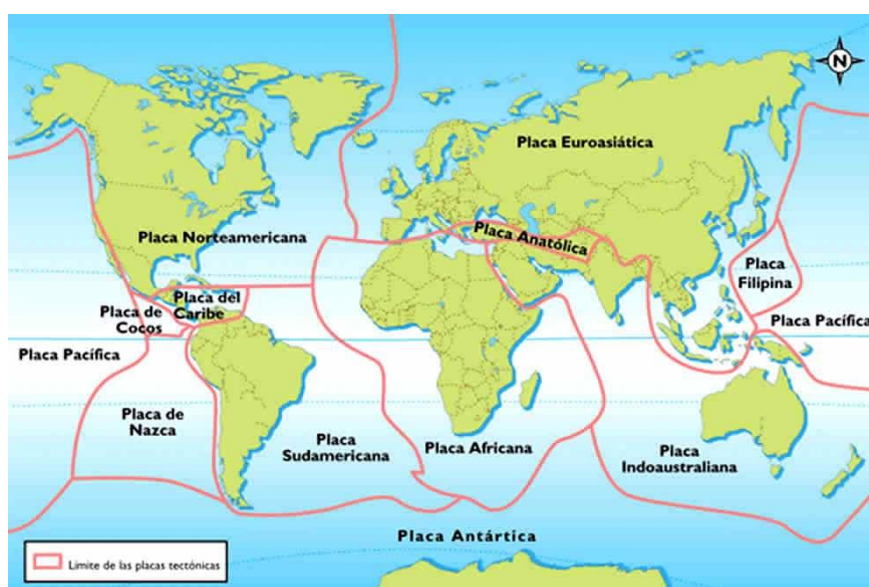 N
Placa Euroasiática
Placa Norteamericana
Placa Anatólica
Placa
Filipina
Placa del
Caribe
Placa de
Cocos
Placa Pacífica
Placa Pacífica
Placa de
Nazca
Placa
Sudamericana
Placa Africana
Placa
Indoaustraliana
Placa Antártica
Límite de las placas tectónicas